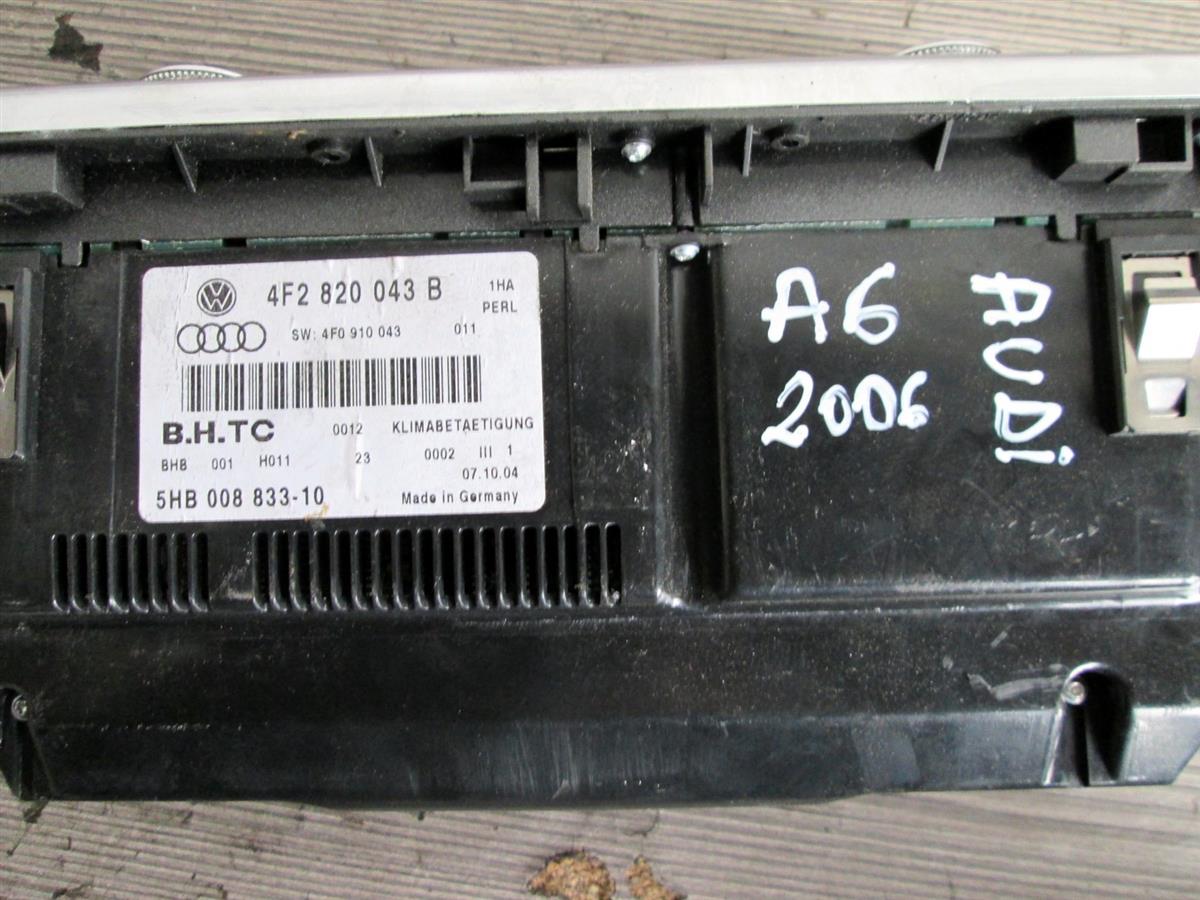 4F2 820 043 B 1HA
PERL
SW: 4F0 910 043 011
B.H.TC 0012 KLIMABETAETIGUNG
BHB 001 H011 23 0002 III 1
07.10.04
5HB 008 833-10 Made in Germany
A6
2006
AUDi